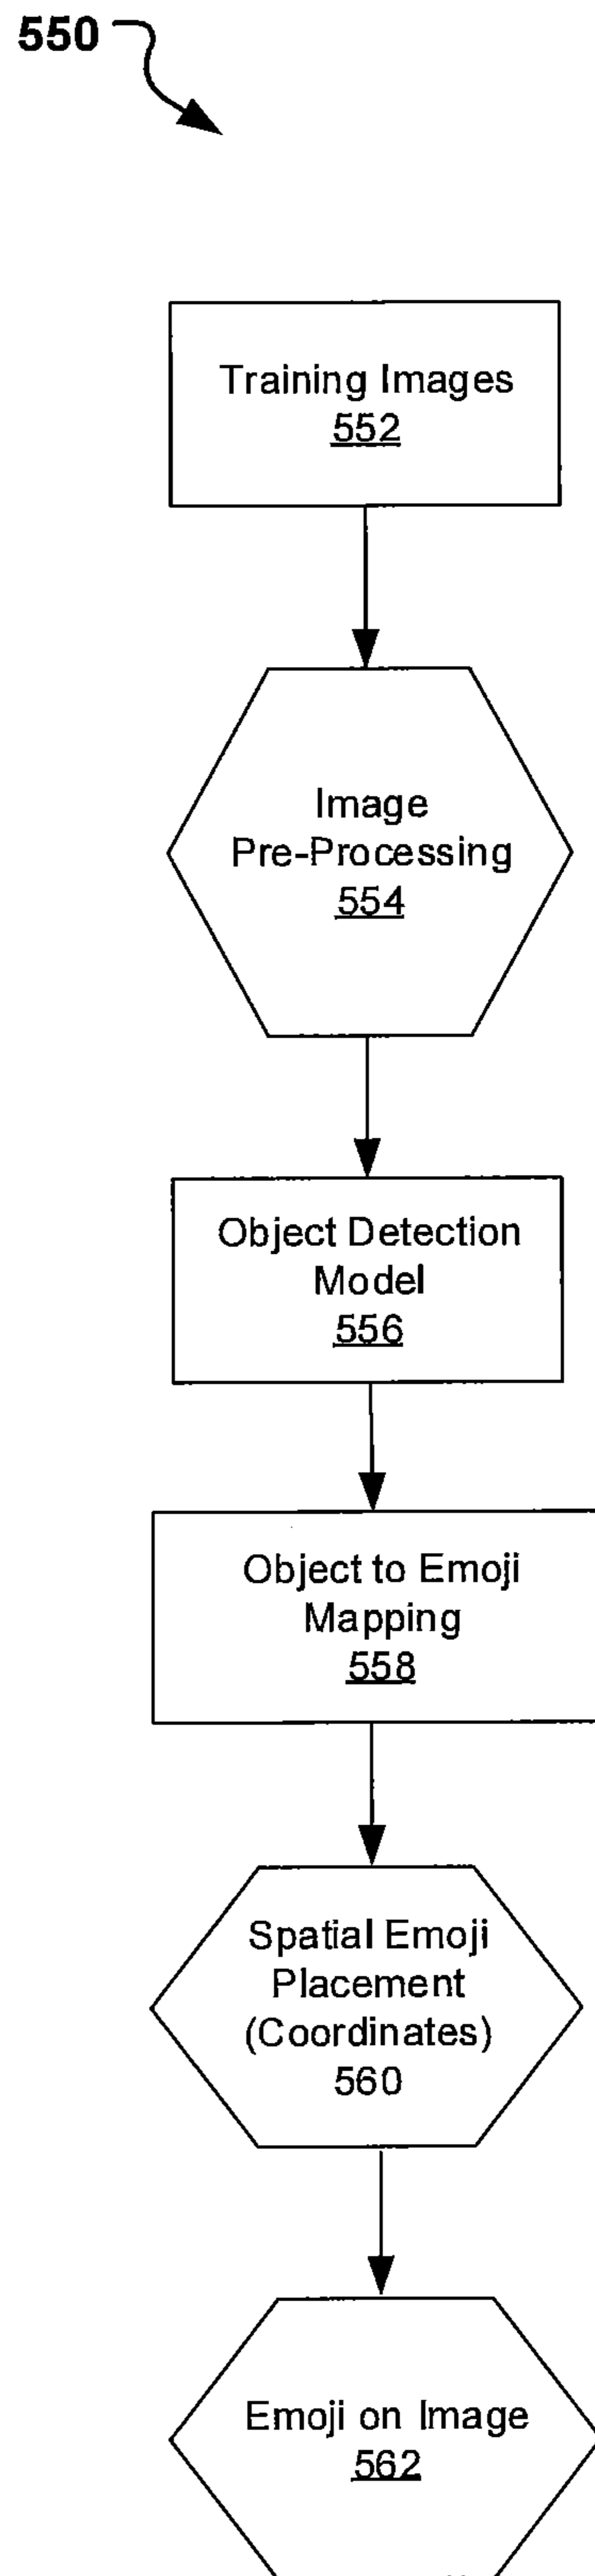 550
Training Images
552
Image
Pre-Processing
554
Object Detection
Model
556
Object to Emoji
Mapping
558
Spatial Emoji
Placement
(Coordinates)
560
Emoji on Image
562